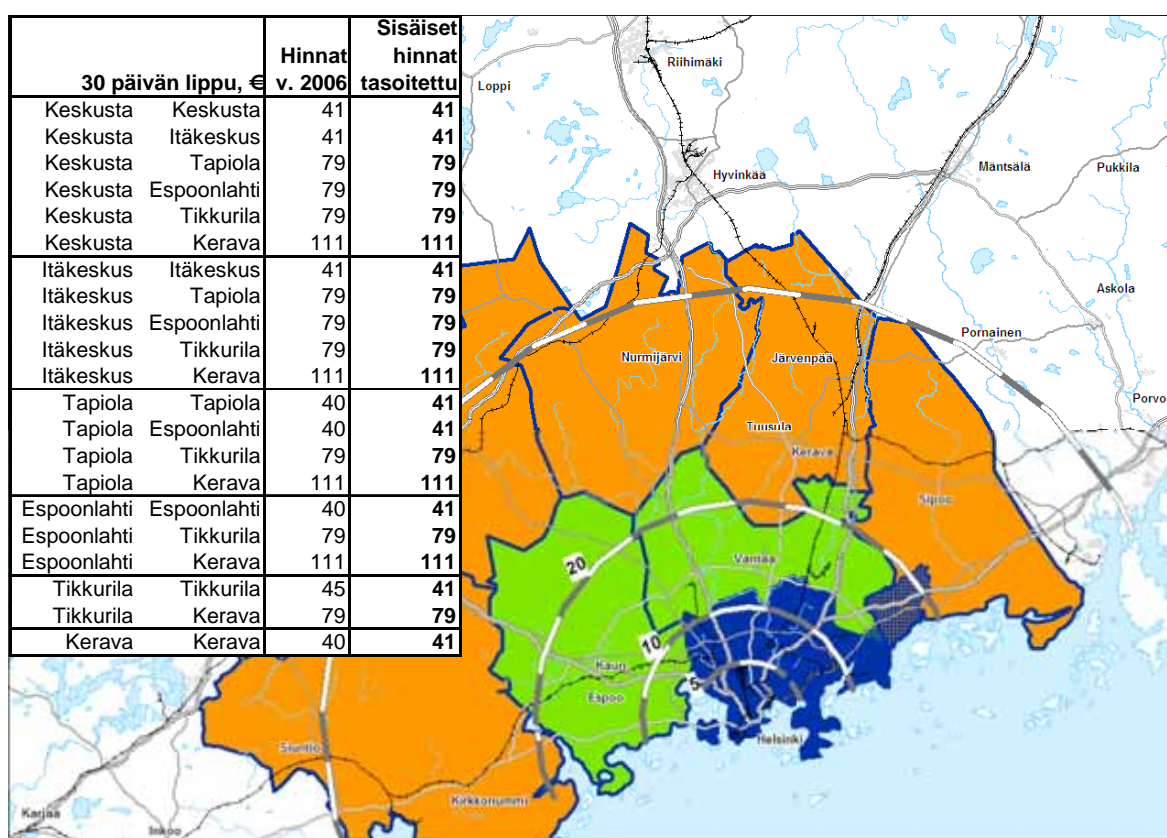 30 päivän lippu, € Hinnat v. 2006 Sisäiset hinnat tasoitettu
Keskusta Keskusta 41 41
Keskusta Itäkeskus 41 41
Keskusta Tapiola 79 79
Keskusta Espoonlahti 79 79
Keskusta Tikkurila 79 79
Keskusta Kerava 111 111
Itäkeskus Itäkeskus 41 41
Itäkeskus Tapiola 79 79
Itäkeskus Espoonlahti 79 79
Itäkeskus Tikkurila 79 79
Itäkeskus Kerava 111 111
Tapiola Tapiola 40 41
Tapiola Espoonlahti 40 41
Tapiola Tikkurila 79 79
Tapiola Kerava 111 111
Espoonlahti Espoonlahti 40 41
Espoonlahti Tikkurila 79 79
Espoonlahti Kerava 111 111
Tikkurila Tikkurila 45 41
Tikkurila Kerava 79 79
Kerava Kerava 40 41
Riihimäki
Loppi
Hyvinkää
Mäntsälä
Pukkila
Askola
Pornainen
Nurmijärvi
Järvenpää
Porvo
Tuusula
Kerava
Sipoo
Vantaa
20
10
5
Kaun
Espoo
Helsinki
Siuntio
Kirkkonummi
Karjaa
Inkoo